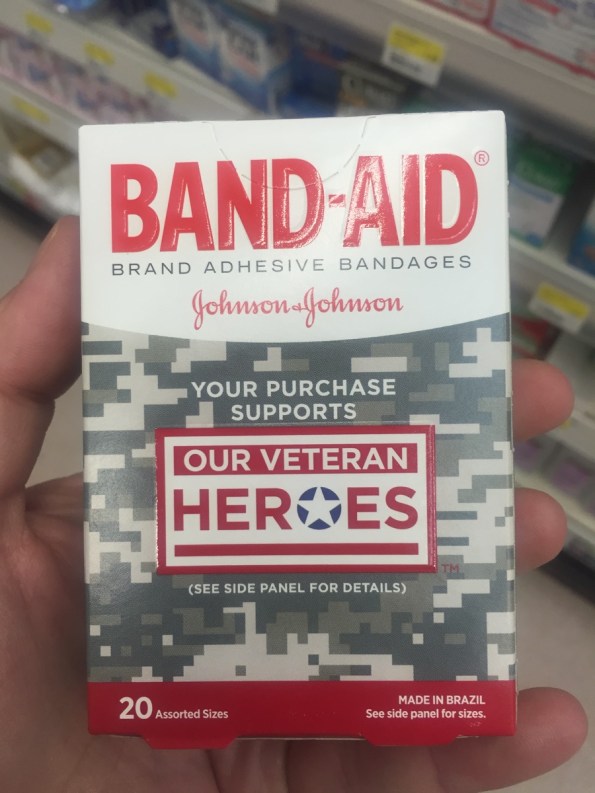 BAND-AID®
BRAND ADHESIVE BANDAGES
Johnson & Johnson
YOUR PURCHASE
SUPPORTS
OUR VETERAN
HEROES
TM
(SEE SIDE PANEL FOR DETAILS)
20 Assorted Sizes
MADE IN BRAZIL
See side panel for sizes.